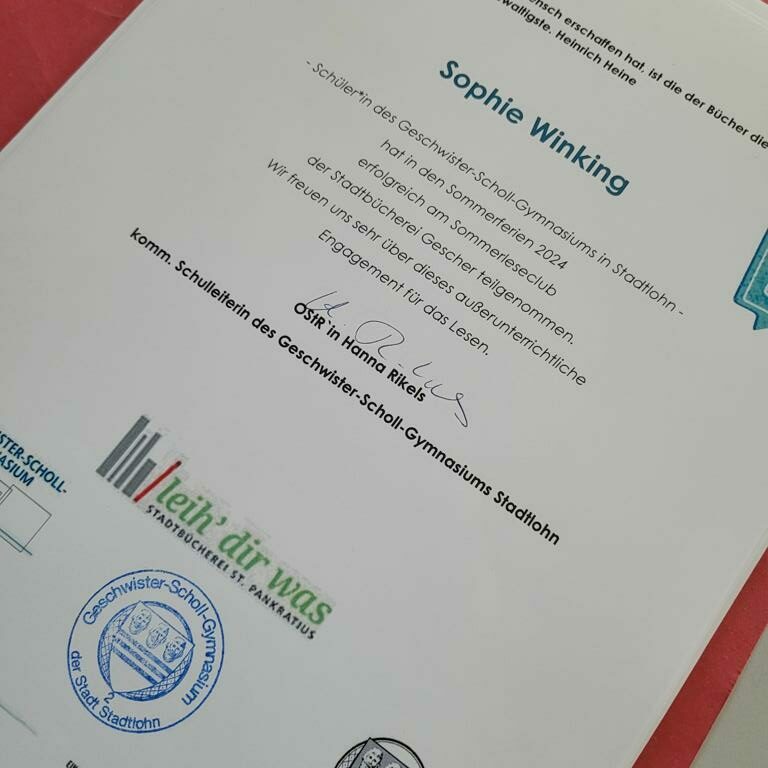 ensch erschaffen hat, ist die der Bücher die
waltigste. Heinrich Heine
Sophie Winking
- Schüler*in des Geschwister-Scholl-Gymnasiums in Stadtlohn -
hat in den Sommerferien 2024
erfolgreich am Sommerleseclub
der Stadtbücherei Gescher teilgenommen.
Wir freuen uns sehr über dieses außerunterrichtliche
Engagement für das Lesen.
OStR`in Hanna Rikels
komm. Schulleiterin des Geschwister-Scholl-Gymnasiums Stadtlohn
STER-SCHOLL-
ASIUM
leih' dir was
STADTBÜCHEREI ST. PANKRATIUS
Geschwister-Scholl-Gymnasium
2
der Stadt Stadtlohn